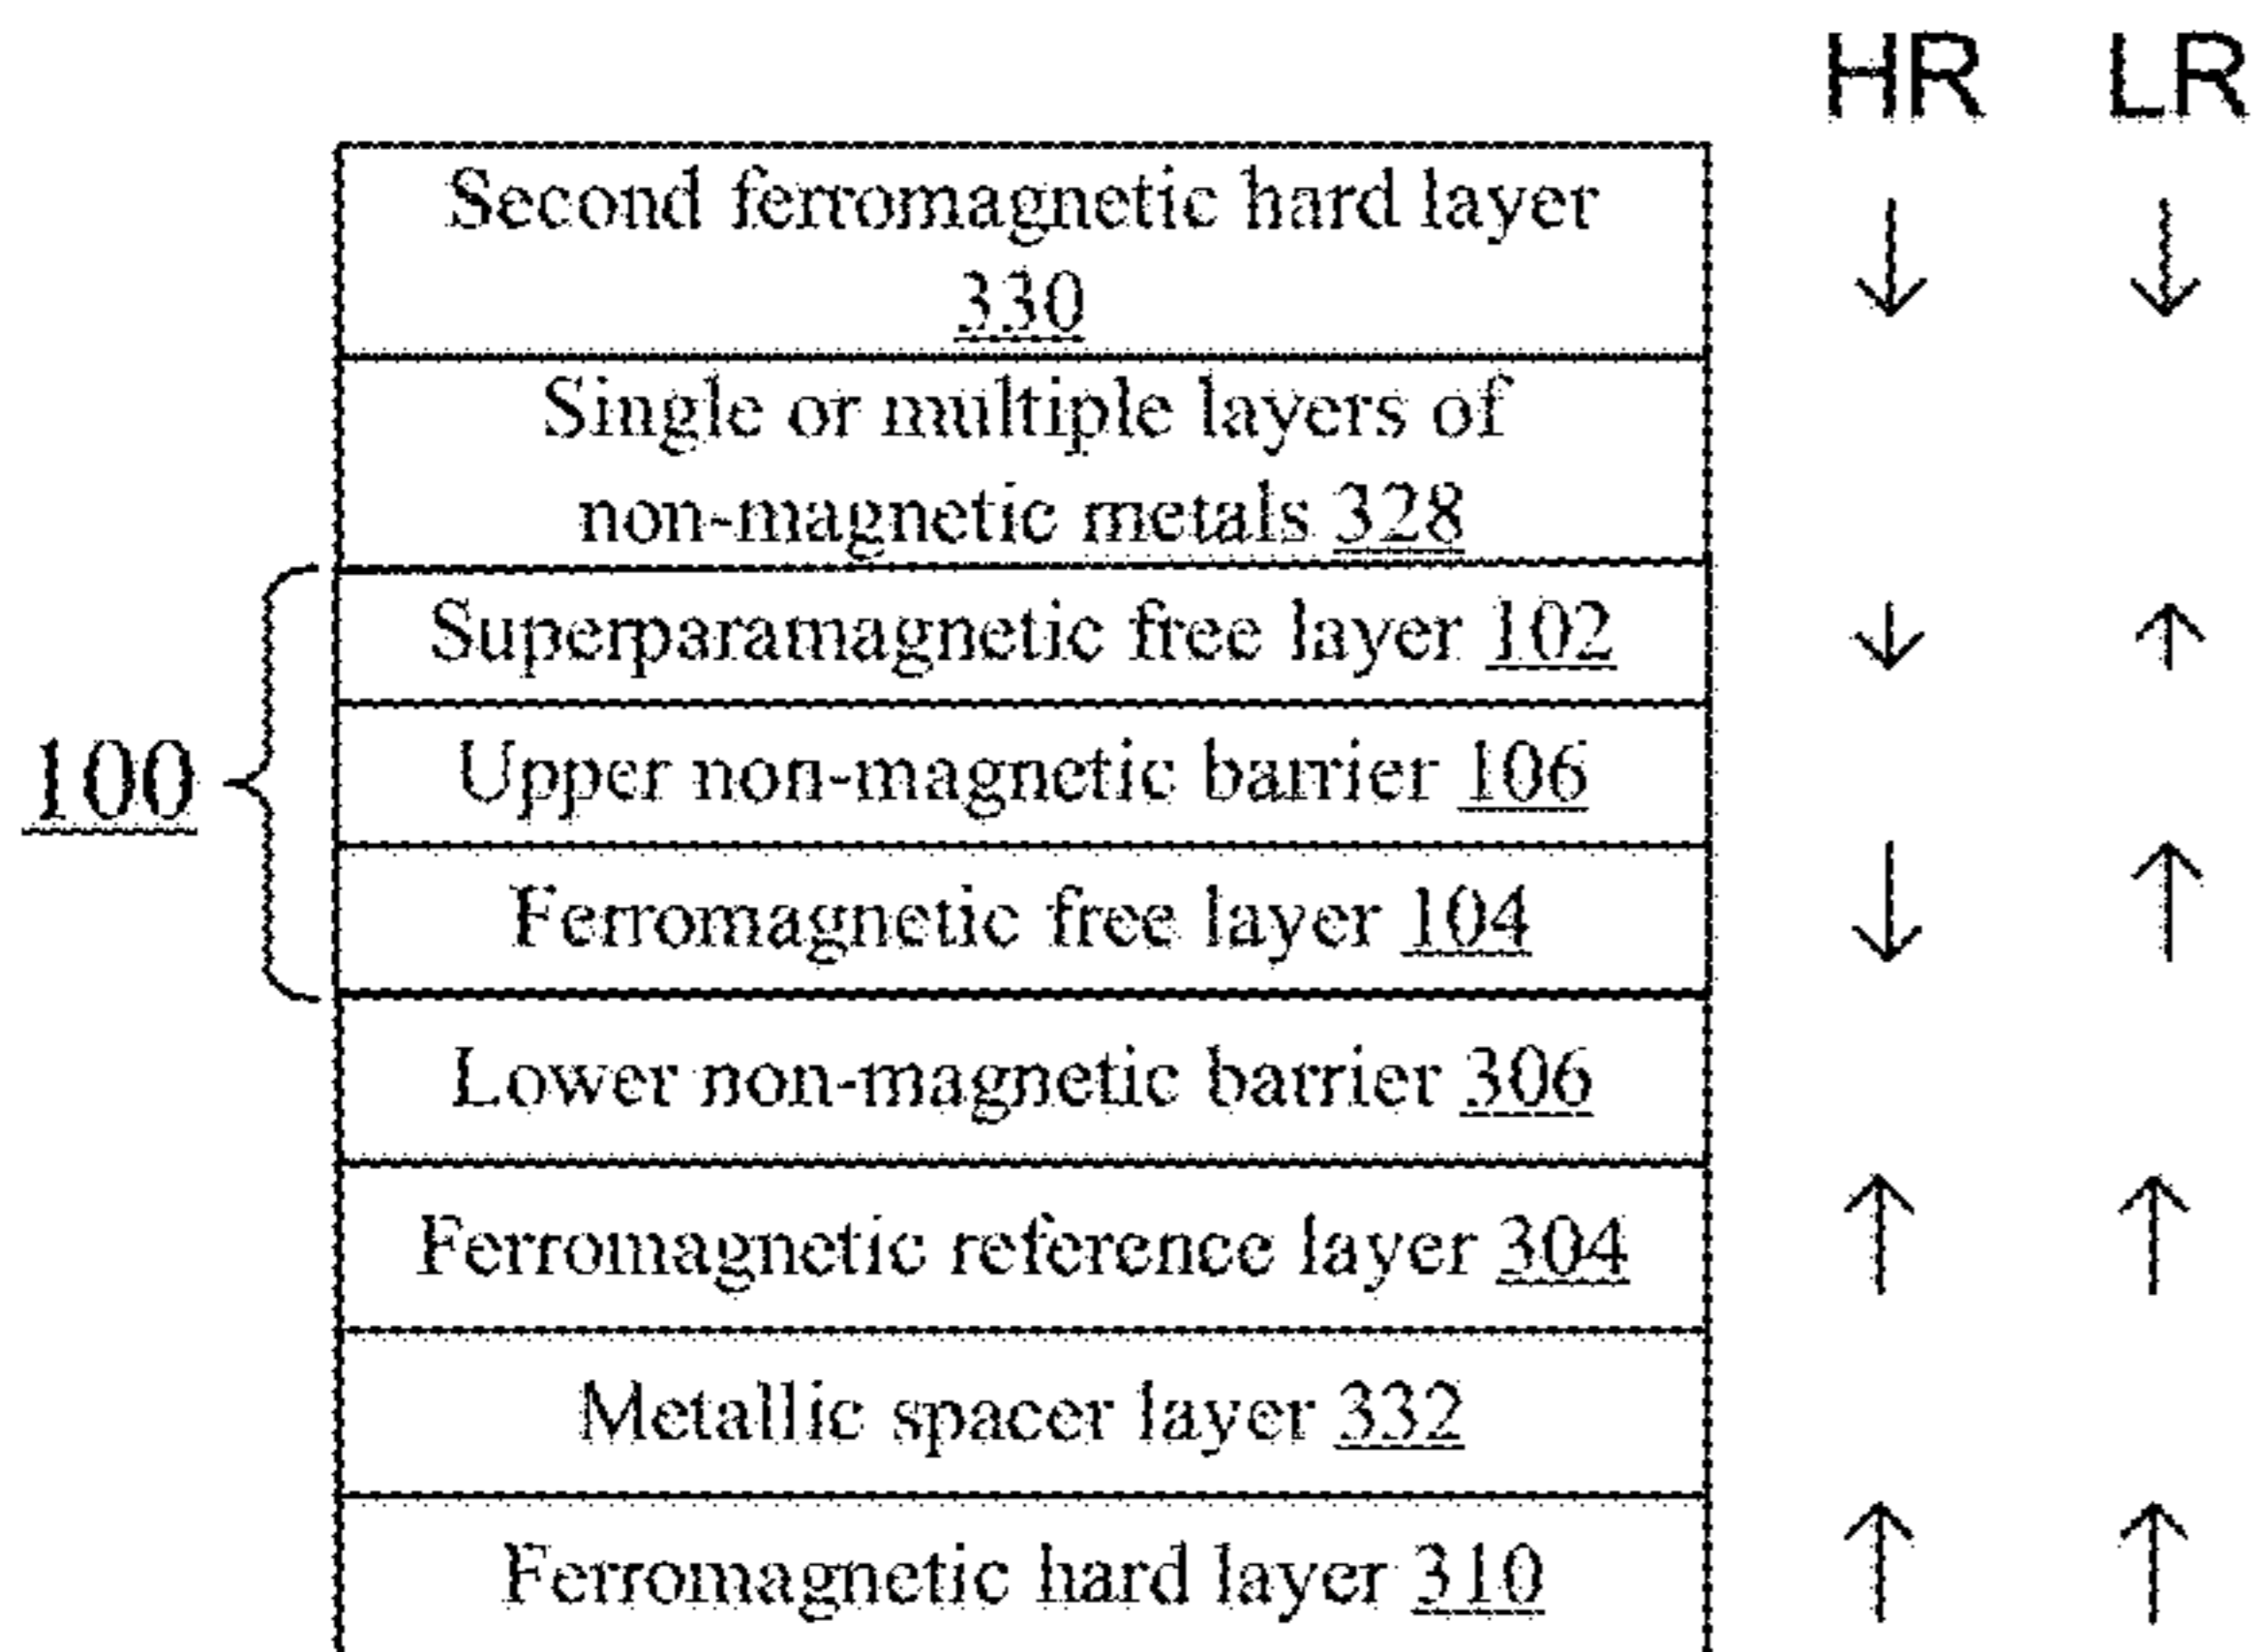 HR LR
Second ferromagnetic hard layer
330
Single or multiple layers of
non-magnetic metals 328
Superparamagnetic free layer 102
Upper non-magnetic barrier 106
100
Ferromagnetic free layer 104
Lower non-magnetic barrier 306
Ferromagnetic reference layer 304
Metallic spacer layer 332
Ferromagnetic hard layer 310